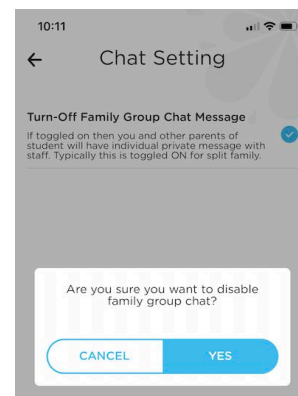 10:11
Chat Setting
Turn-Off Family Group Chat Message
If toggled on then you and other parents of
student will have individual private message with
staff. Typically this is toggled ON for split family.
Are you sure you want to disable
family group chat?
CANCEL YES